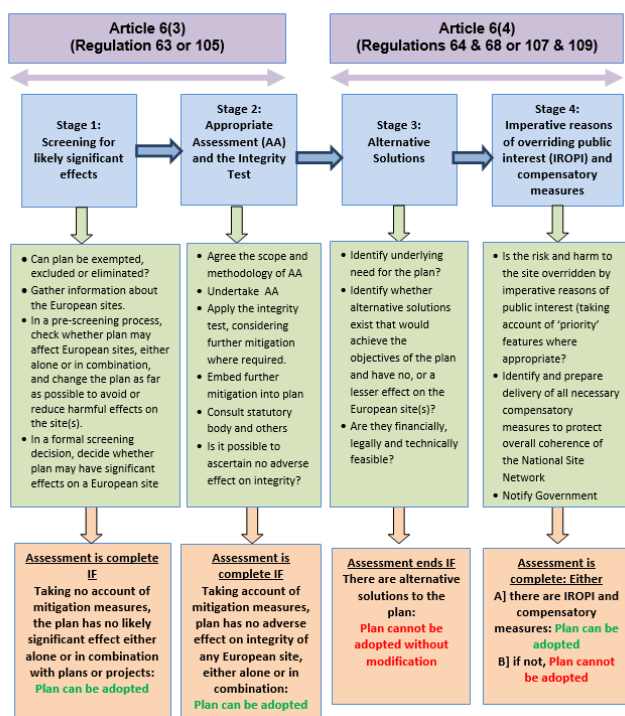 Article 6(3)
(Regulation 63 or 105)
Article 6(4)
(Regulations 64 & 68 or 107 & 109)
Stage 1:
Screening for
likely significant
effects
Stage 2:
Appropriate
Assessment (AA)
and the Integrity
Test
Stage 3:
Alternative
Solutions
Stage 4:
Imperative reasons
of overriding public
interest (IROPI) and
compensatory
measures
• Can plan be exempted,
excluded or eliminated?
• Gather information about
the European sites.
• In a pre-screening process,
check whether plan may
affect European sites, either
alone or in combination,
and change the plan as far
as possible to avoid or
reduce harmful effects on
the site(s).
• In a formal screening
decision, decide whether
plan may have significant
effects on a European site
• Agree the scope and
methodology of AA
• Undertake AA
• Apply the integrity
test, considering
further mitigation
where required.
• Embed further
mitigation into plan
• Consult statutory
body and others
• Is it possible to
ascertain no adverse
effect on integrity?
• Identify underlying
need for the plan?
• Identify whether
alternative solutions
exist that would
achieve the
objectives of the plan
and have no, or a
lesser effect on the
European site(s)?
• Are they financially,
legally and technically
feasible?
• Is the risk and harm to
the site overridden by
imperative reasons of
public interest (taking
account of ‘priority’
features where
appropriate?
• Identify and prepare
delivery of all necessary
compensatory
measures to protect
overall coherence of
the National Site
Network
• Notify Government
Assessment is complete
IF
Taking no account of
mitigation measures,
the plan has no likely
significant effect either
alone or in combination
with plans or projects:
Plan can be adopted
Assessment is
complete IF
Taking account of
mitigation measures,
plan has no adverse
effect on integrity of
any European site,
either alone or in
combination:
Plan can be adopted
Assessment ends IF
There are alternative
solutions to the
plan:
Plan cannot be
adopted without
modification
Assessment is
complete: Either
A] there are IROPI and
compensatory
measures: Plan can be
adopted
B] if not, Plan cannot
be adopted